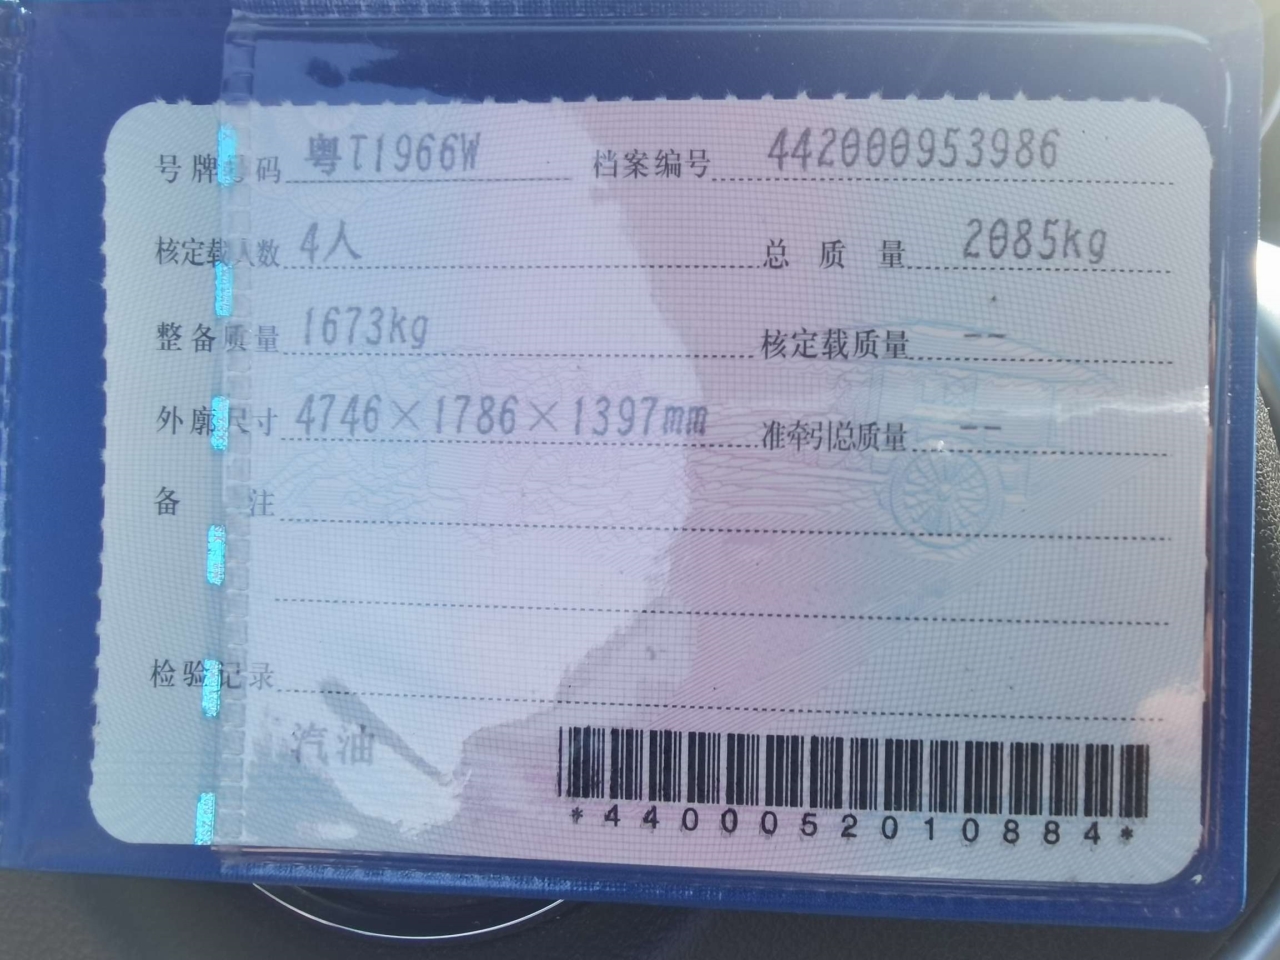 号牌号码 粤T1966W 档案编号 442000953986
核定载人数 4人 总质量 2085kg
整备质量 1673kg 核定载质量 --
外廓尺寸 4746×1786×1397mm 准牵引总质量 --
备注
检验记录
汽油
*4400052010884*